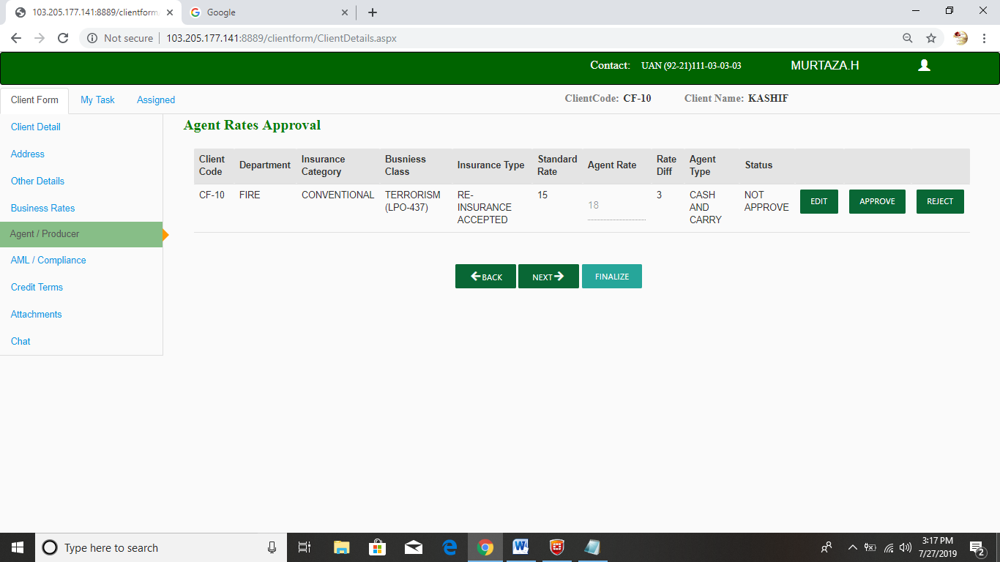 103.205.177.141:8889/clientform
Google
Not secure
103.205.177.141:8889/clientform/ClientDetails.aspx
Contact: UAN (92-21)111-03-03-03 MURTAZA.H
Client Form My Task Assigned ClientCode: CF-10 Client Name: KASHIF
Client Detail
Address
Other Details
Business Rates
Agent / Producer
AML / Compliance
Credit Terms
Attachments
Chat
Agent Rates Approval
Client Code
Department
Insurance Category
Busniess Class
Insurance Type
Standard Rate
Agent Rate
Rate Diff
Agent Type
Status
CF-10
FIRE
CONVENTIONAL
TERRORISM (LPO-437)
RE-
INSURANCE
ACCEPTED
15
18
3
CASH
AND
CARRY
NOT
APPROVE
EDIT
APPROVE
REJECT
BACK
NEXT
FINALIZE
Type here to search
3:17 PM
7/27/2019
2